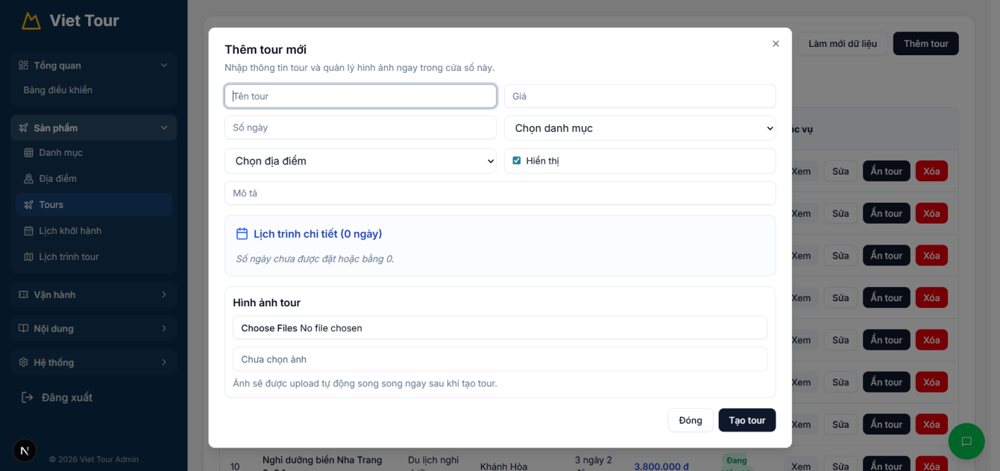 Viet Tour
Tổng quan
Bảng điều khiển
Sản phẩm
Danh mục
Địa điểm
Tours
Lịch khởi hành
Lịch trình tour
Vận hành
Nội dung
Hệ thống
Đăng xuất
N
© 2026 Viet Tour Admin
Làm mới dữ liệu
Thêm tour
Thêm tour mới
Nhập thông tin tour và quản lý hình ảnh ngay trong cửa sổ này.
Tên tour
Giá
Số ngày
Chọn danh mục
Chọn địa điểm
Hiển thị
Mô tả
Lịch trình chi tiết (0 ngày)
Số ngày chưa được đặt hoặc bằng 0.
Hình ảnh tour
Choose Files No file chosen
Chưa chọn ảnh
Ảnh sẽ được upload tự động song song ngay sau khi tạo tour.
Đóng
Tạo tour
vụ
Xem Sửa Ẩn tour Xóa
Xem Sửa Ẩn tour Xóa
Xem Sửa Ẩn tour Xóa
Xem Sửa Ẩn tour Xóa
Xem Sửa Ẩn tour Xóa
Xem Sửa Ẩn tour Xóa
Xem Sửa Ẩn tour Xóa
10 Nghỉ dưỡng biển Nha Trang Du lịch nghỉ Khánh Hòa 3 ngày 2 3.800.000 đ Đang Xem Sửa Ẩn tour Xóa